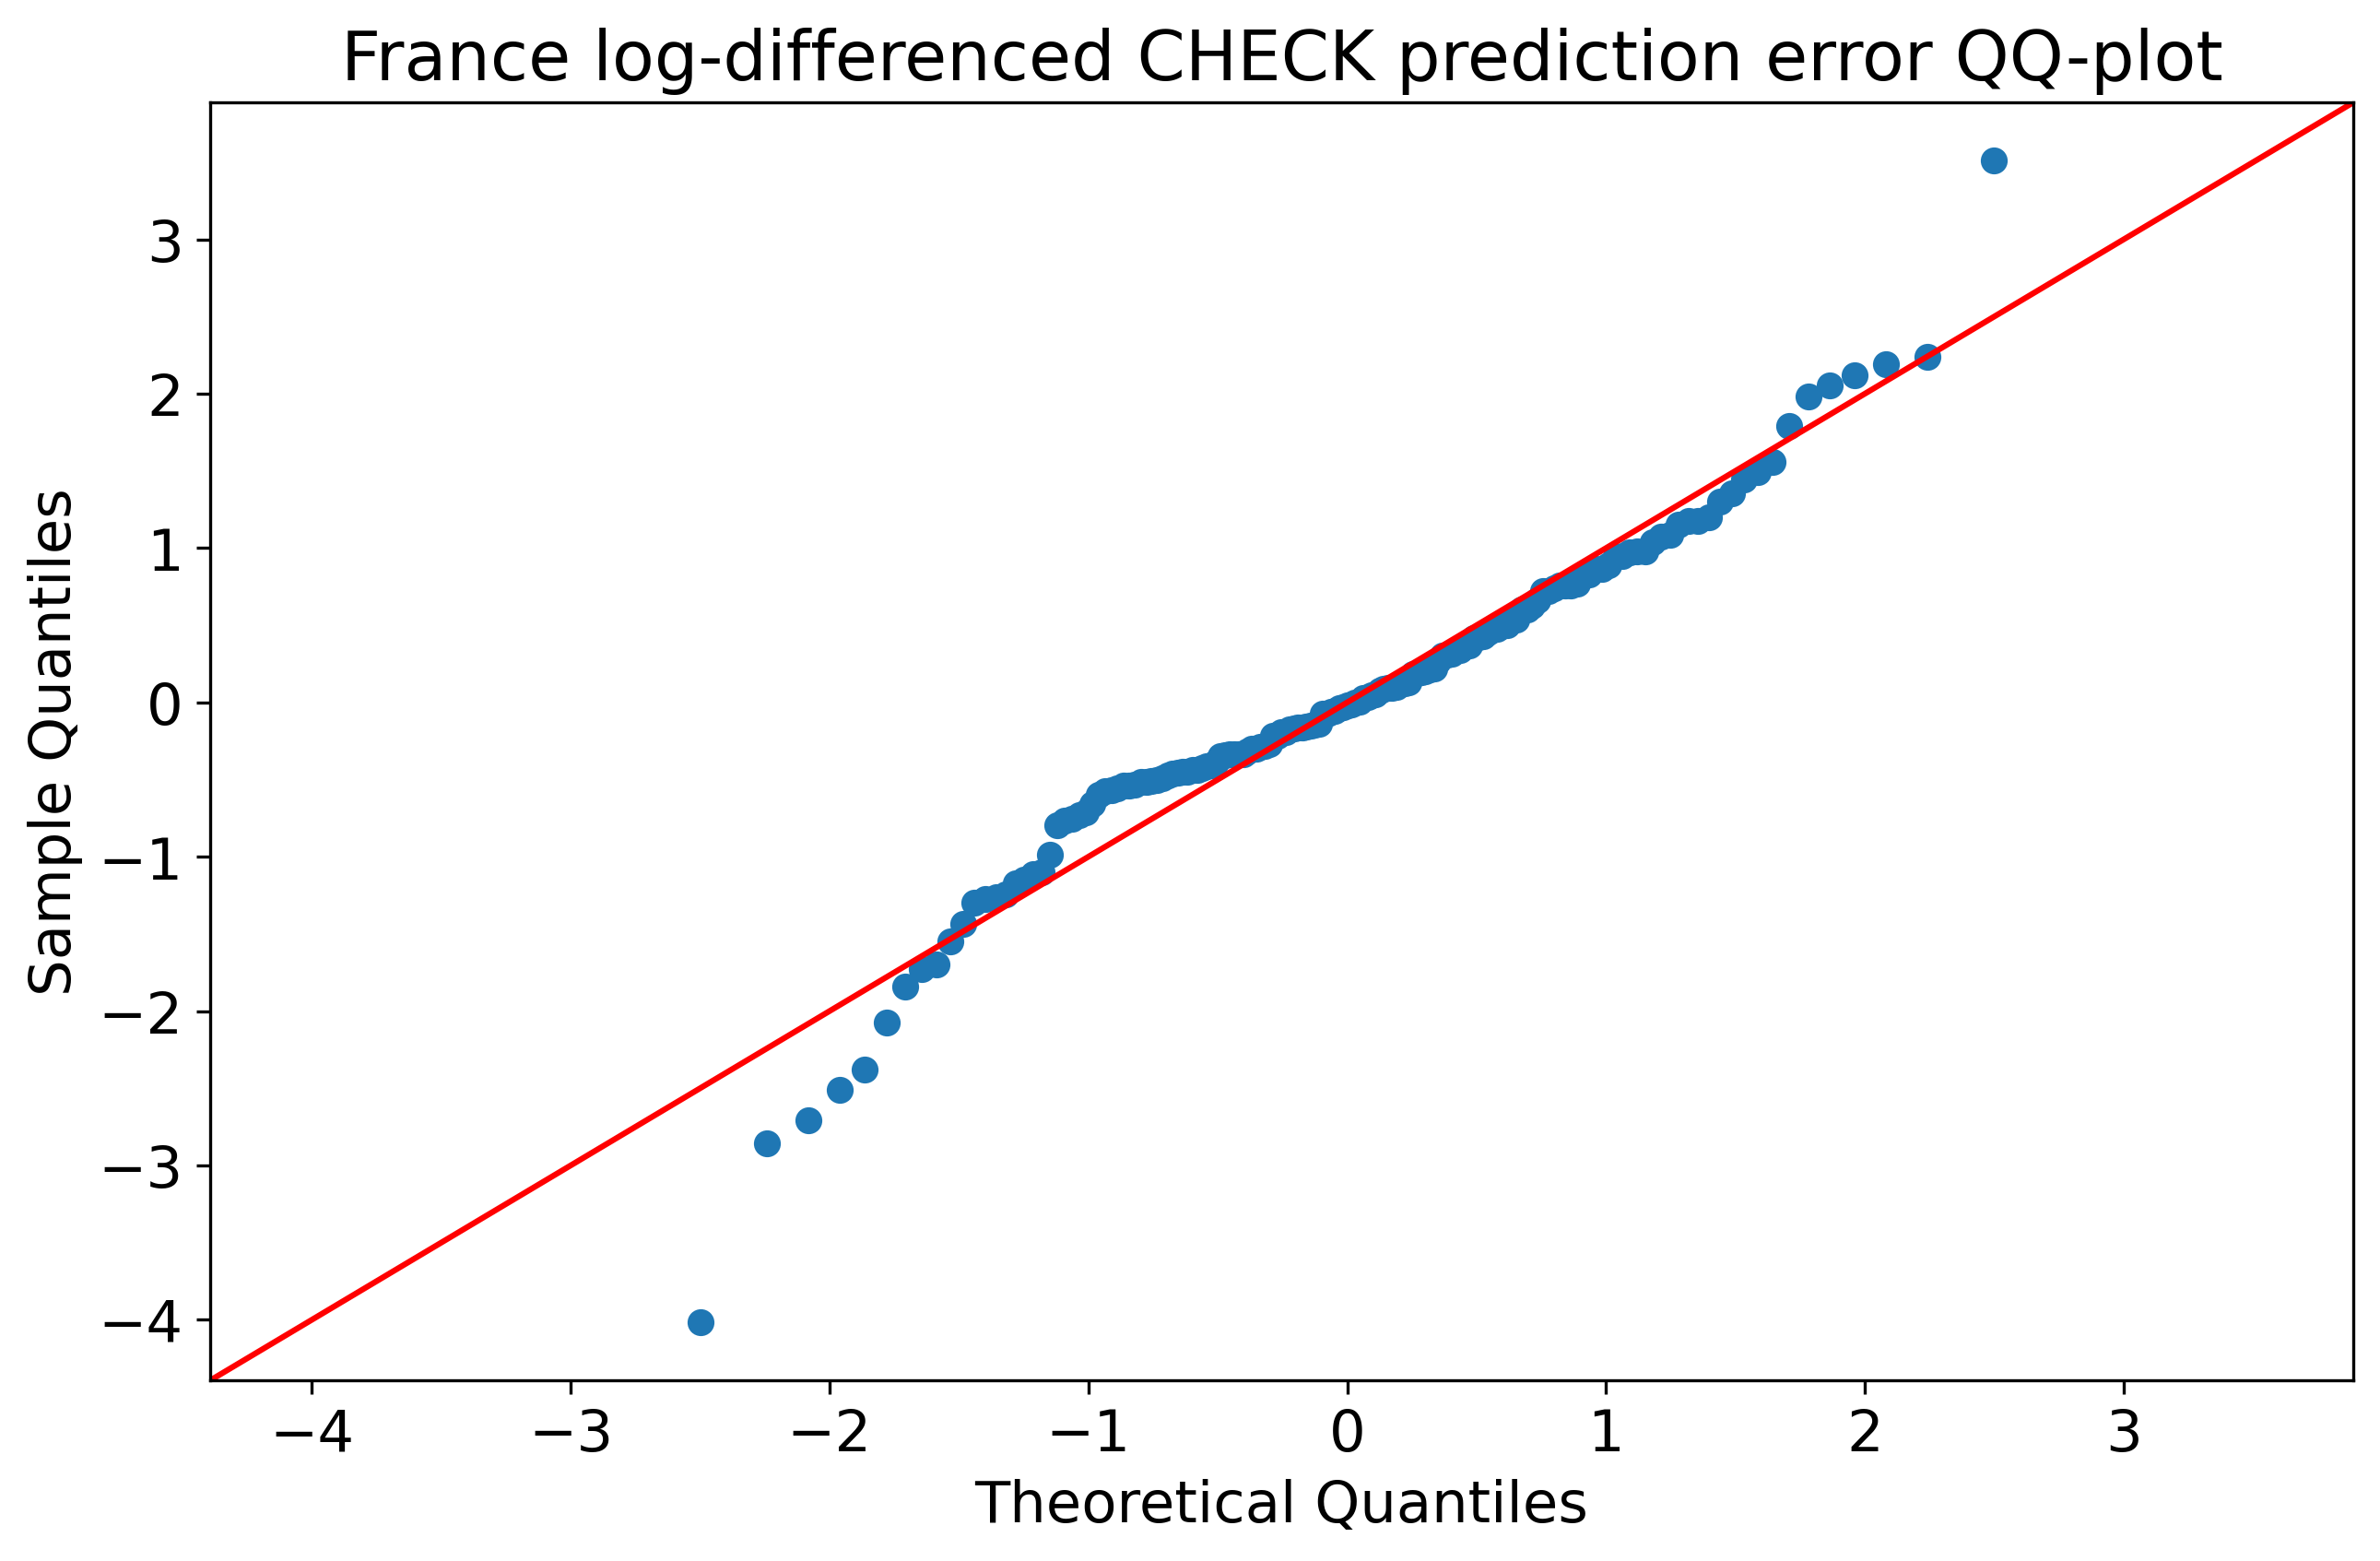 France log-differenced CHECK prediction error QQ-plot
Sample Quantiles
3
2
1
0
−1
−2
−3
−4
−4 −3 −2 −1 0 1 2 3
Theoretical Quantiles